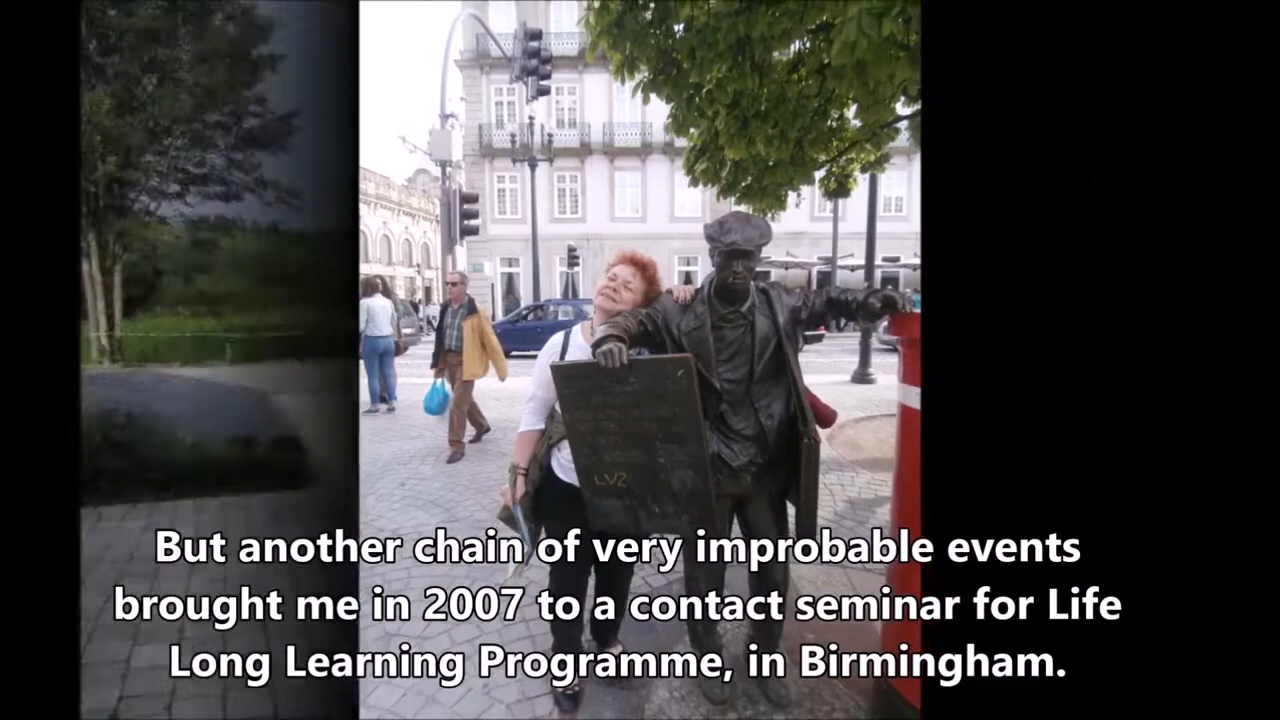 LVZ
But another chain of very improbable events
brought me in 2007 to a contact seminar for Life
Long Learning Programme, in Birmingham.